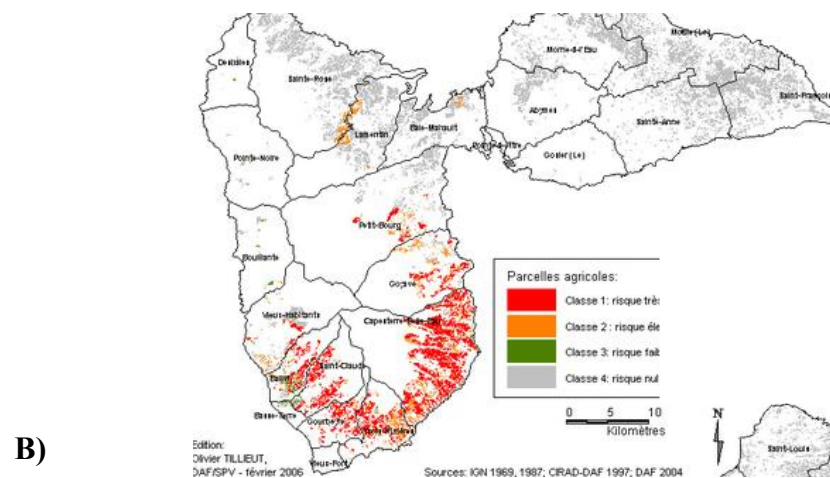 Morne-à-l'Eau
Moule (Le)
Deshaies
Sainte-Rose
Saint-François
Lamentin
Baie-Mahault
Abymes
Sainte-Anne
Pointe-à-Pitre
Pointe-Noire
Gosier (Le)
Petit-Bourg
Bouillante
Parcelles agricoles:
Goyave
Classe 1: risque très
Vieux-Habitants
Capesterre-Belle-Eau
Classe 2 : risque éle
Classe 3: risque faib
Saint-Claude
Baillif
Classe 4: risque nul
Basse-Terre
Gourbeyre
Trois-Rivières
0 5 10
Kilomètres
N
B)
Edition:
Olivier TILLIEUT,
DAF/SPV - février 2006
Vieux-Fort
Sources: IGN 1969, 1987; CIRAD-DAF 1997; DAF 2004
Saint-Louis